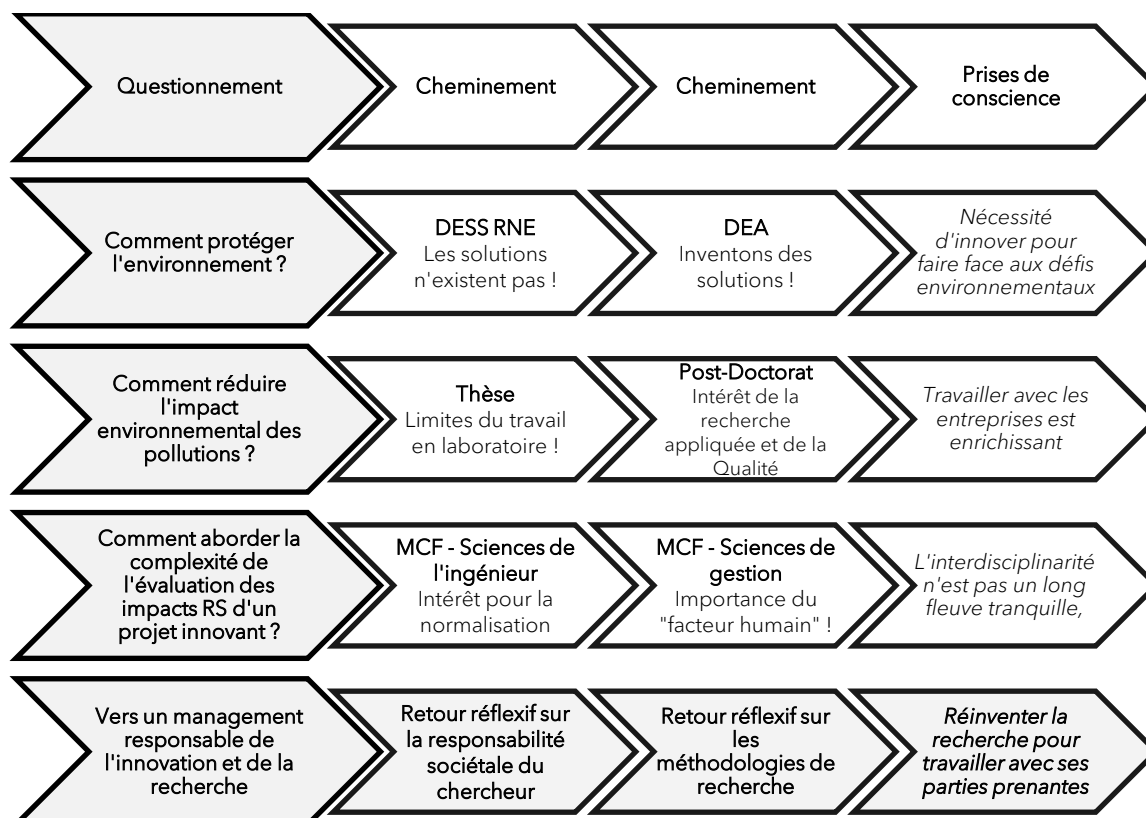 Questionnement
Cheminement
Cheminement
Prises de
conscience
Comment protéger
l'environnement ?
DESS RNE
Les solutions
n'existent pas !
DEA
Inventons des
solutions !
Nécessité
d'innover pour
faire face aux défis
environnementaux
Comment réduire
l'impact
environnemental des
pollutions ?
Thèse
Limites du travail
en laboratoire !
Post-Doctorat
Intérêt de la
recherche
appliquée et de la
Qualité
Travailler avec les
entreprises est
enrichissant
Comment aborder la
complexité de
l'évaluation des
impacts RS d'un
projet innovant ?
MCF - Sciences de
l'ingénieur
Intérêt pour la
normalisation
MCF - Sciences de
gestion
Importance du
"facteur humain" !
L'interdisciplinarité
n'est pas un long
fleuve tranquille,
Vers un management
responsable de
l'innovation et de la
recherche
Retour réflexif sur
la responsabilité
sociétale du
chercheur
Retour réflexif sur
les
méthodologies de
recherche
Réinventer la
recherche pour
travailler avec ses
parties prenantes